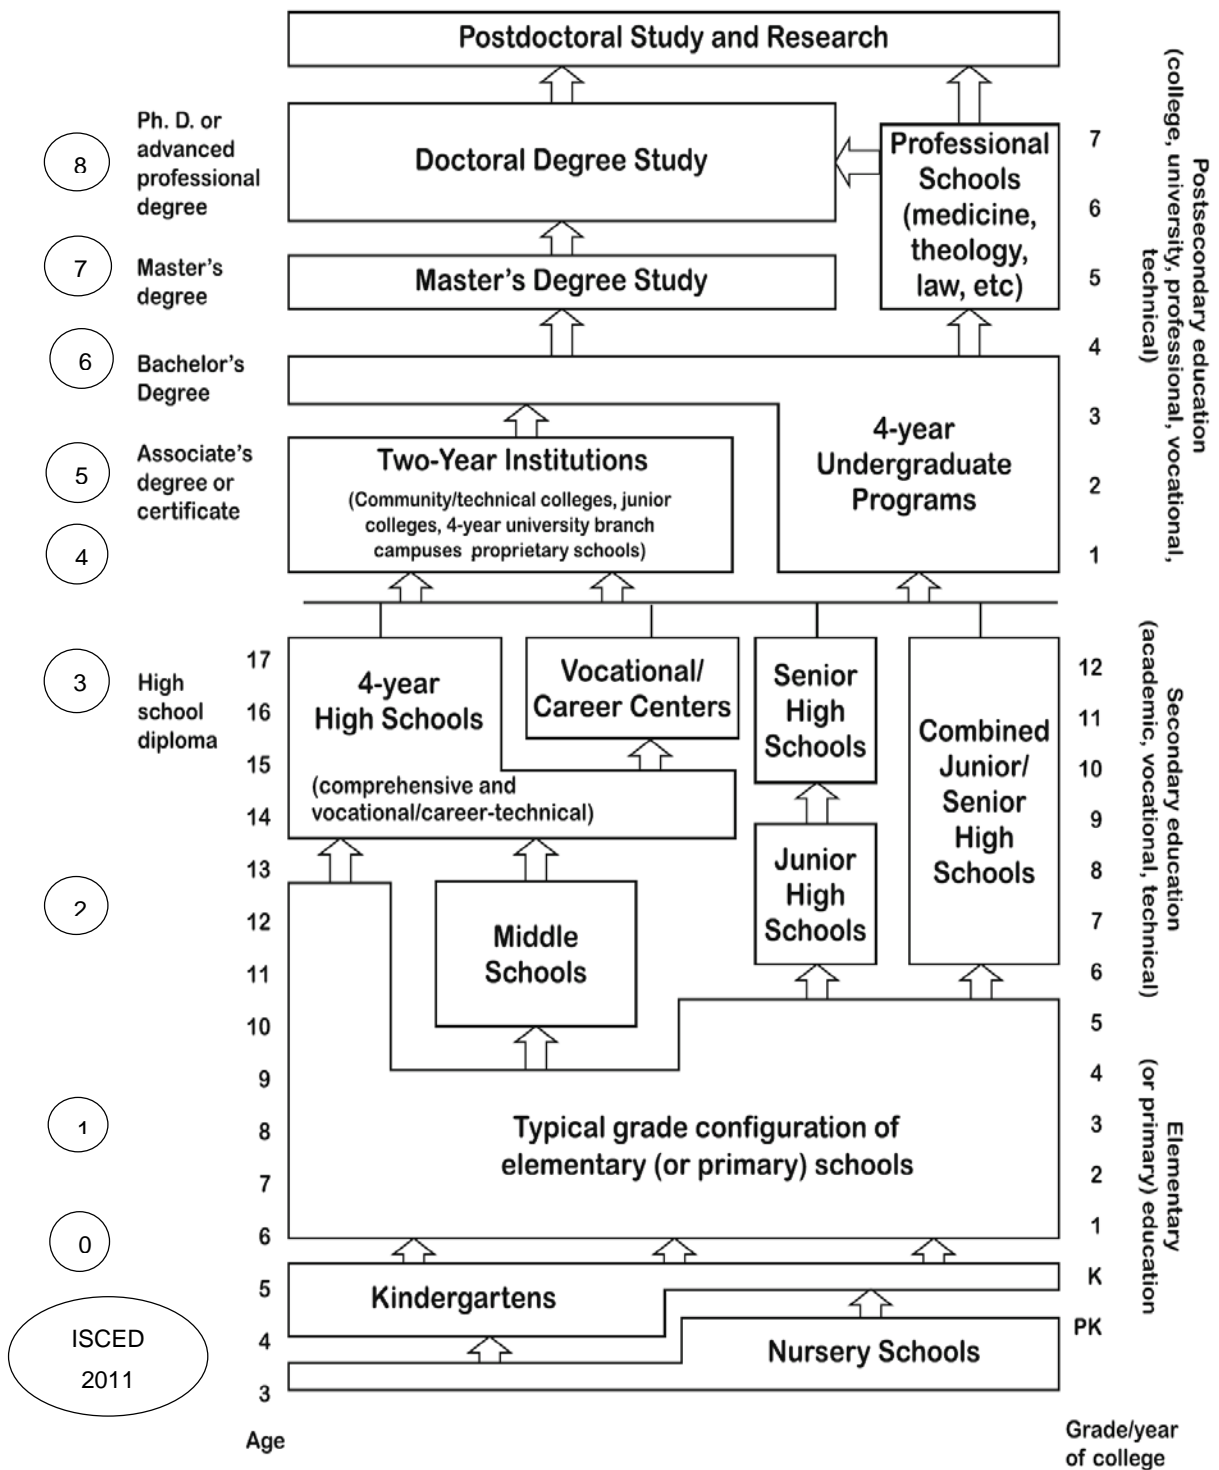 Postdoctoral Study and Research
8
Ph. D. or
advanced
professional
degree
Doctoral Degree Study
Professional
Schools
(medicine,
theology,
law, etc)
7
6
5
7
Master's
degree
Master's Degree Study
6
Bachelor's
Degree
4-year
Undergraduate
Programs
4
3
2
1
5
4
Associate's
degree or
certificate
Two-Year Institutions
(Community/technical colleges, junior
colleges, 4-year university branch
campuses proprietary schools)
Postsecondary education
(college, university, professional, vocational,
technical)
3
High
school
diploma
17
16
15
14
13
12
11
10
9
8
7
6
5
4
3
Age
4-year
High Schools
(comprehensive and
vocational/career-technical)
Vocational/
Career Centers
Senior
High
Schools
Combined
Junior/
Senior
High
Schools
Junior
High
Schools
2
Middle
Schools
12
11
10
9
8
7
6
5
4
3
2
1
K
PK
Grade/year
of college
Secondary education
(academic, vocational, technical)
1
Typical grade configuration of
elementary (or primary) schools
Elementary
(or primary) education
0
Kindergartens
Nursery Schools
ISCED
2011